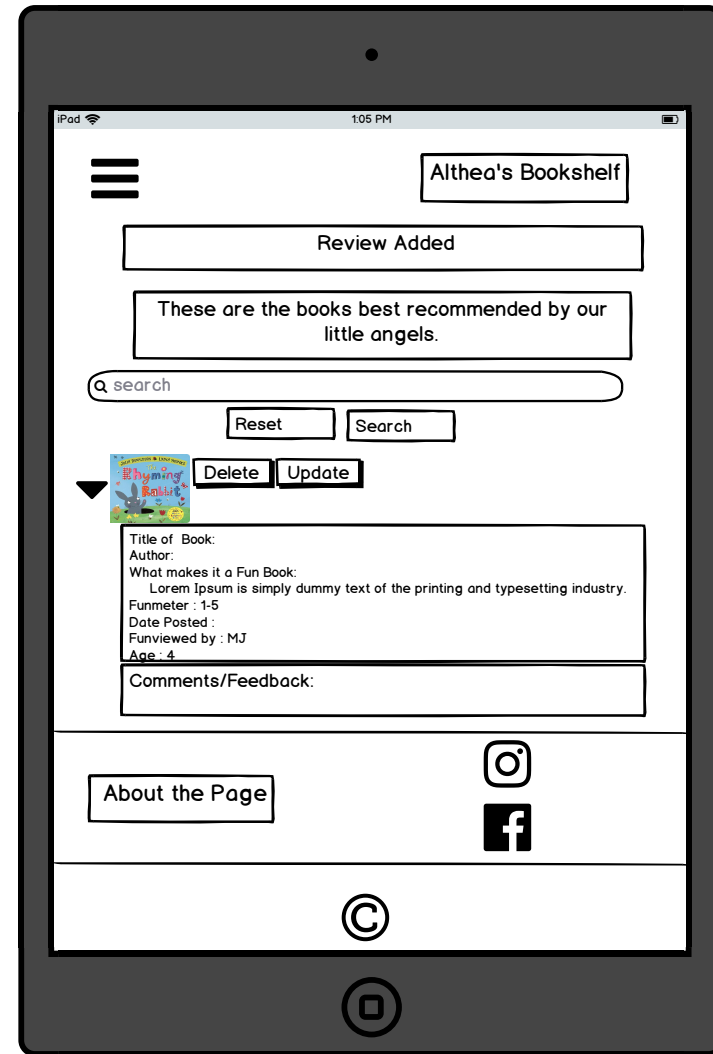 iPad
1:05 PM
Althea's Bookshelf
Review Added
These are the books best recommended by our
little angels.
search
Reset
Search
Rhyming
Rabbit
Delete
Update
Title of Book:
Author:
What makes it a Fun Book:
Lorem Ipsum is simply dummy text of the printing and typesetting industry.
Funmeter : 1-5
Date Posted :
Funviewed by : MJ
Age : 4
Comments/Feedback:
About the Page
©